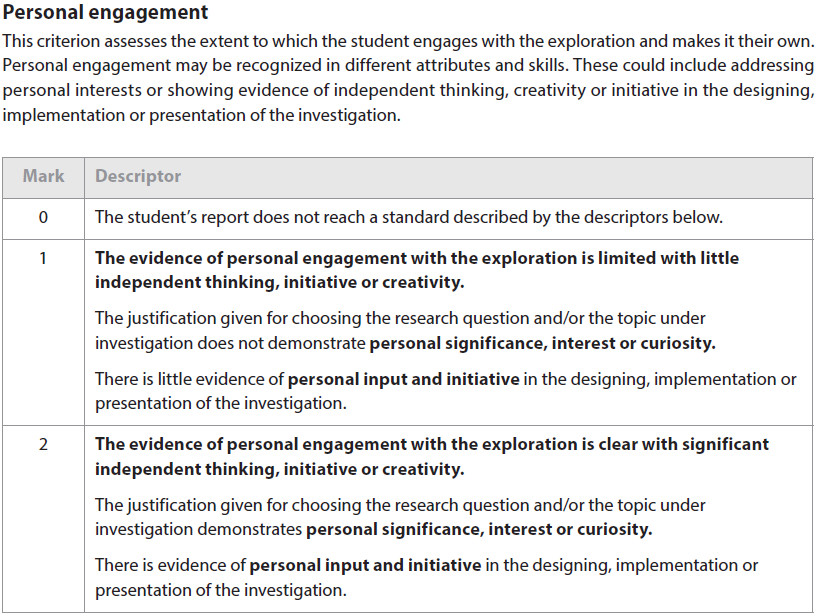 Personal engagement
This criterion assesses the extent to which the student engages with the exploration and makes it their own.
Personal engagement may be recognized in different attributes and skills. These could include addressing
personal interests or showing evidence of independent thinking, creativity or initiative in the designing,
implementation or presentation of the investigation.
Mark Descriptor
0 The student’s report does not reach a standard described by the descriptors below.
1 The evidence of personal engagement with the exploration is limited with little
independent thinking, initiative or creativity.
The justification given for choosing the research question and/or the topic under
investigation does not demonstrate personal significance, interest or curiosity.
There is little evidence of personal input and initiative in the designing, implementation or
presentation of the investigation.
2 The evidence of personal engagement with the exploration is clear with significant
independent thinking, initiative or creativity.
The justification given for choosing the research question and/or the topic under
investigation demonstrates personal significance, interest or curiosity.
There is evidence of personal input and initiative in the designing, implementation or
presentation of the investigation.